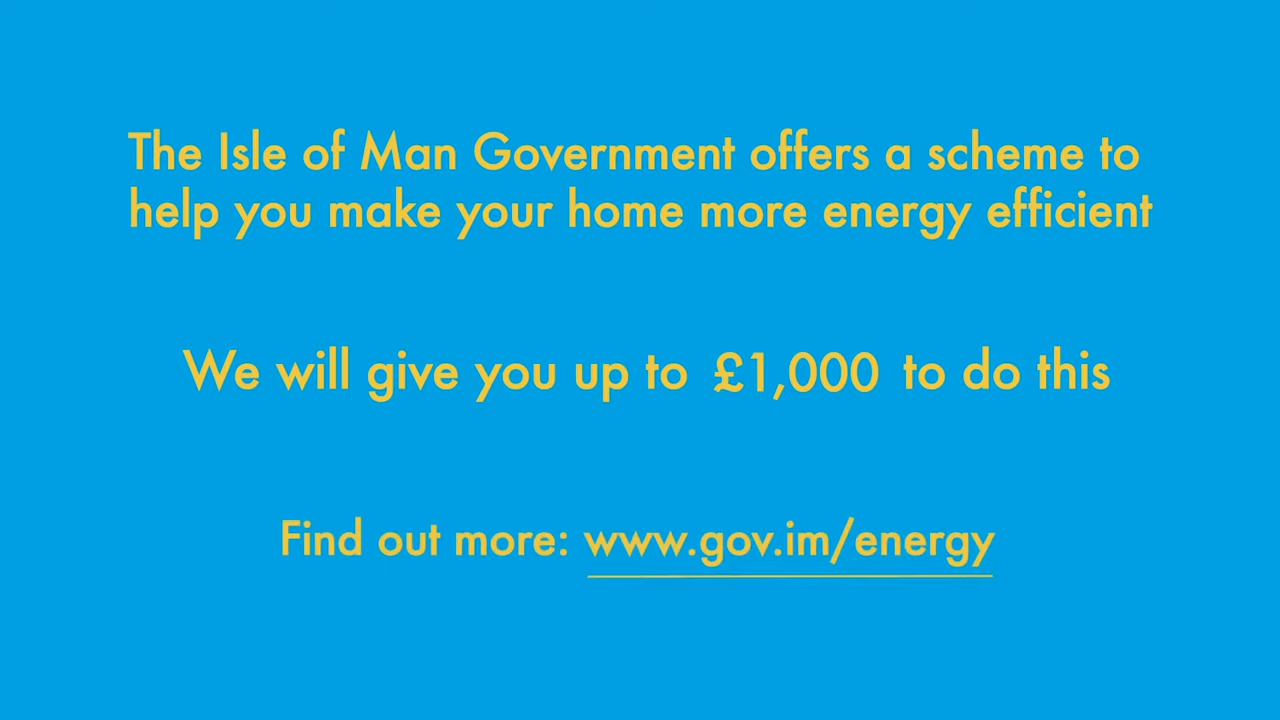 The Isle of Man Government offers a scheme to
help you make your home more energy efficient
We will give you up to £1,000 to do this
Find out more: www.gov.im/energy